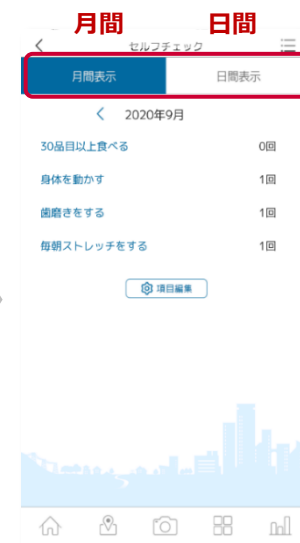 月間 日間
セルフチェック
月間表示 日間表示
2020年9月
30品目以上食べる 0回
身体を動かす 1回
歯磨きをする 1回
毎朝ストレッチをする 1回
項目編集